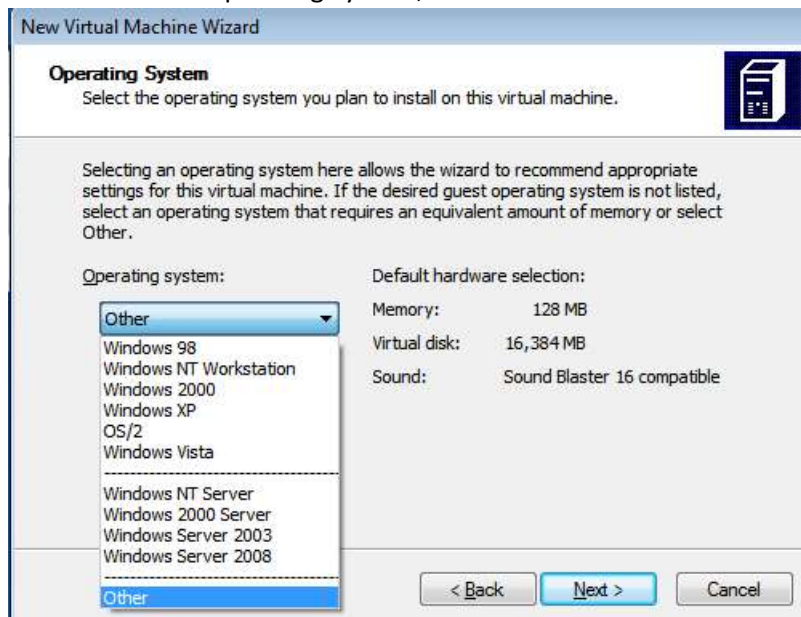 New Virtual Machine Wizard
Operating System
Select the operating system you plan to install on this virtual machine.
Selecting an operating system here allows the wizard to recommend appropriate
settings for this virtual machine. If the desired guest operating system is not listed,
select an operating system that requires an equivalent amount of memory or select
Other.
Operating system:
Other
Windows 98
Windows NT Workstation
Windows 2000
Windows XP
OS/2
Windows Vista
Windows NT Server
Windows 2000 Server
Windows Server 2003
Windows Server 2008
Other
Default hardware selection:
Memory: 128 MB
Virtual disk: 16,384 MB
Sound: Sound Blaster 16 compatible
< Back Next > Cancel